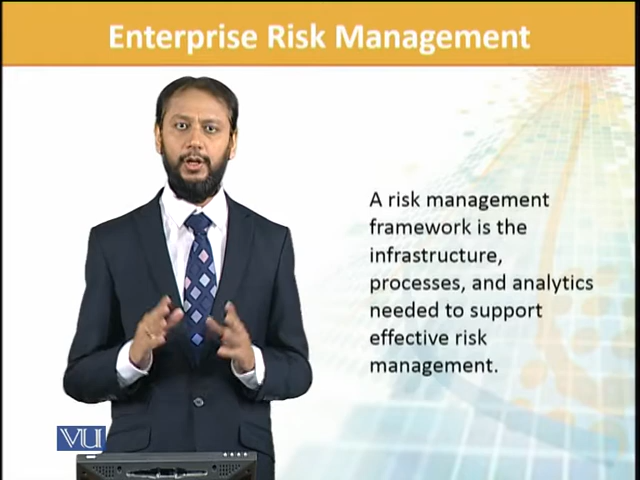 Enterprise Risk Management
A risk management
framework is the
infrastructure,
processes, and analytics
needed to support
effective risk
management.
VU